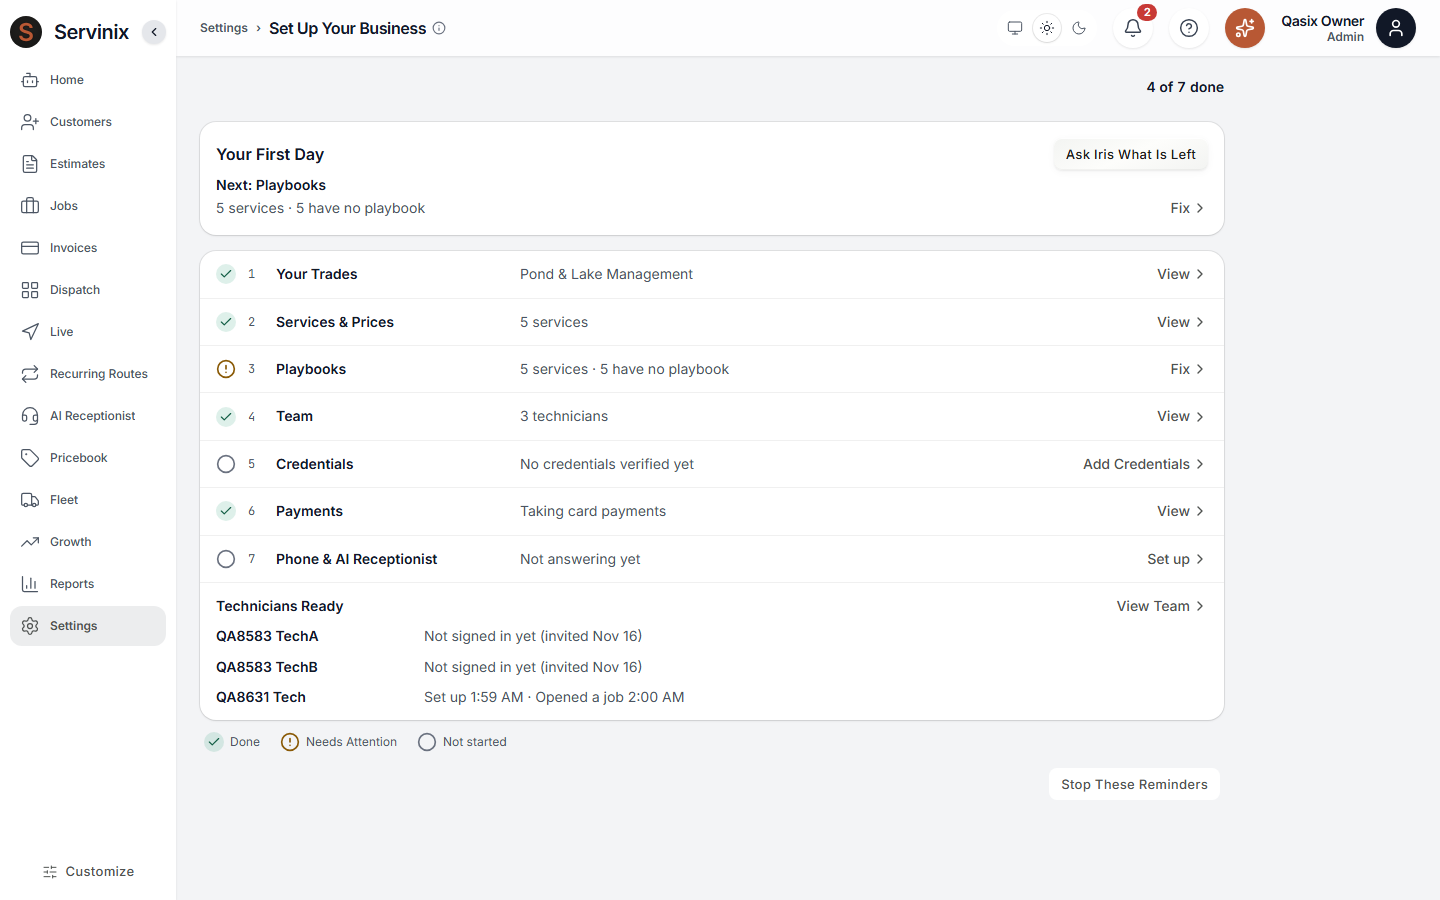 Servinix
Settings › Set Up Your Business
2
Qasix Owner
Admin
Home
Customers
Estimates
Jobs
Invoices
Dispatch
Live
Recurring Routes
AI Receptionist
Pricebook
Fleet
Growth
Reports
Settings
Customize
4 of 7 done
Your First Day
Ask Iris What Is Left
Next: Playbooks
5 services · 5 have no playbook Fix
1 Your Trades Pond & Lake Management View
2 Services & Prices 5 services View
3 Playbooks 5 services · 5 have no playbook Fix
4 Team 3 technicians View
5 Credentials No credentials verified yet Add Credentials
6 Payments Taking card payments View
7 Phone & AI Receptionist Not answering yet Set up
Technicians Ready View Team
QA8583 TechA Not signed in yet (invited Nov 16)
QA8583 TechB Not signed in yet (invited Nov 16)
QA8631 Tech Set up 1:59 AM · Opened a job 2:00 AM
Done Needs Attention Not started
Stop These Reminders